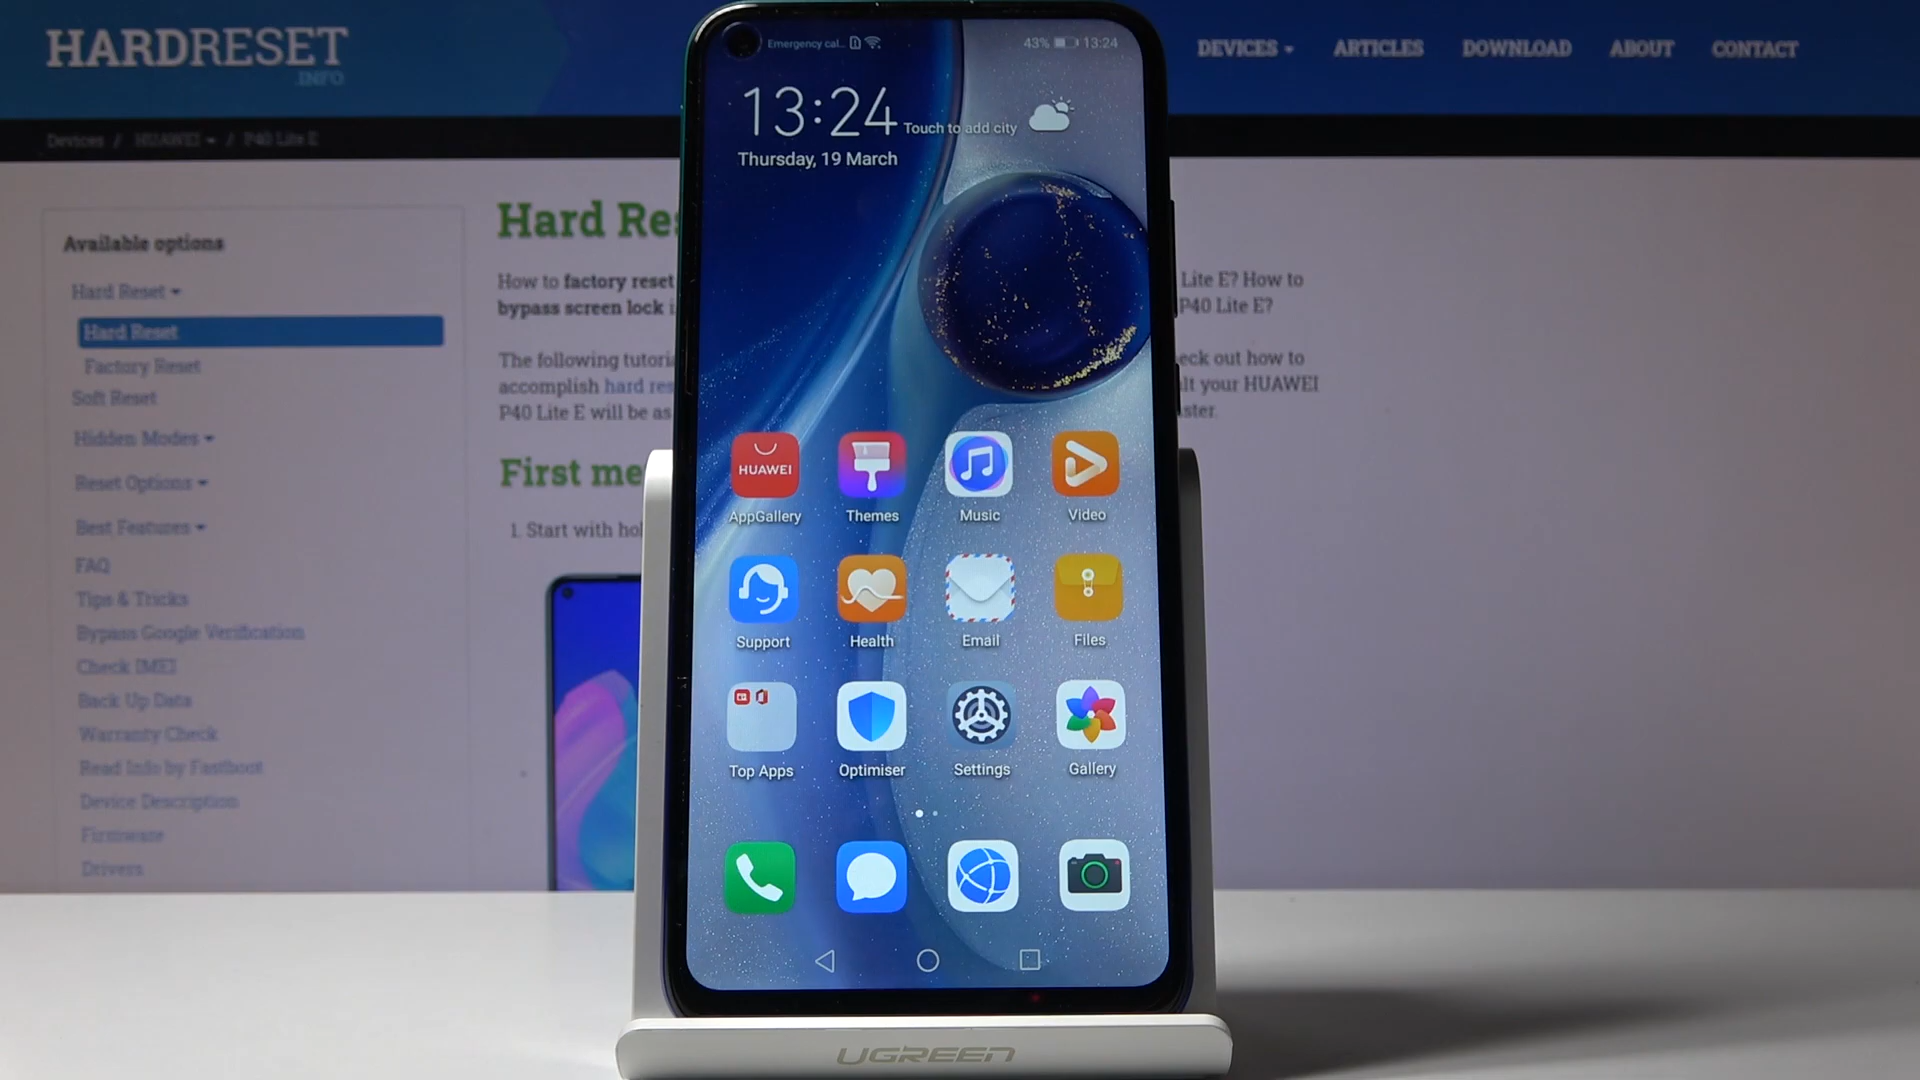 HARDRESET
.INFO
DEVICES
ARTICLES
DOWNLOAD
ABOUT
CONTACT
Devices / HUAWEI / P40 Lite E
Available options
Hard Reset
Hard Reset
Factory Reset
Soft Reset
Hidden Modes
Reset Options
Best Features
FAQ
Tips & Tricks
Bypass Google Verification
Check IMEI
Back Up Data
Warranty Check
Read Info by Fastboot
Device Description
Firmware
Drivers
Hard Re
How to factory reset
bypass screen lock
The following tutori
accomplish hard res
P40 Lite E will be as
First me
1. Start with hol
Lite E? How to
P40 Lite E?
eck out how to
lt your HUAWEI
ster.
Emergency cal...
43%
13:24
13:24
Touch to add city
Thursday, 19 March
HUAWEI
AppGallery
Themes
Music
Video
Support
Health
Email
Files
Top Apps
Optimiser
Settings
Gallery
UGREEN